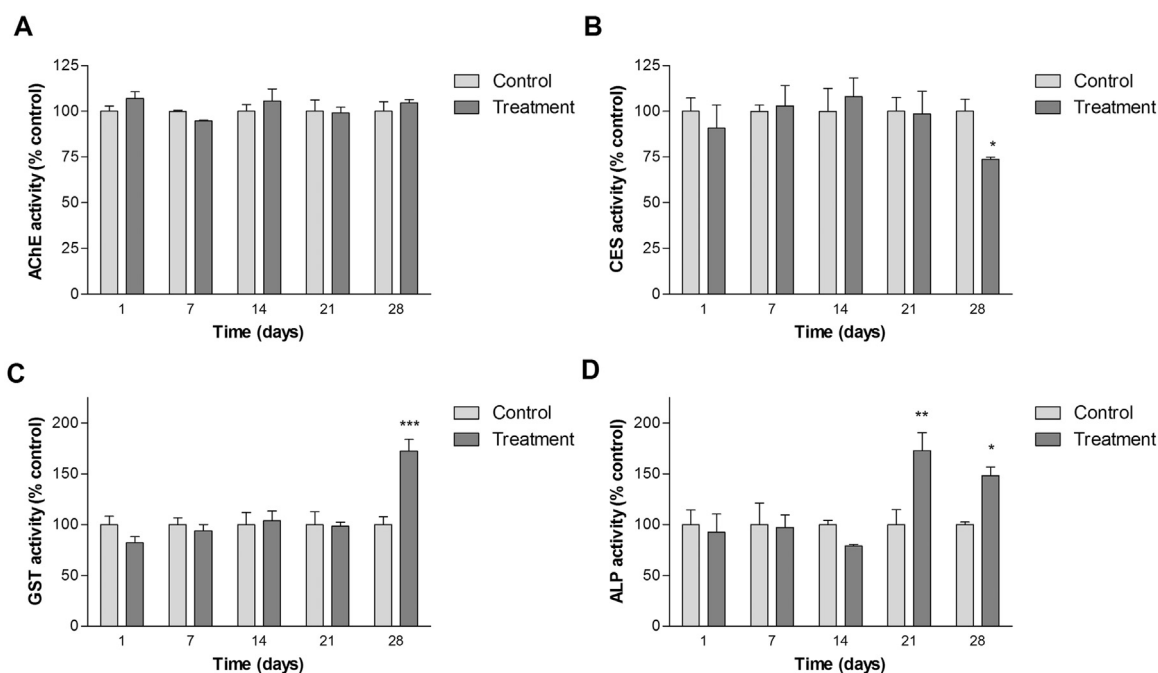 A
AChE activity (% control)
125
100
75
50
25
0
1 7 14 21 28
Time (days)
Control
Treatment
B
CES activity (% control)
125
100
75
50
25
0
*
1 7 14 21 28
Time (days)
Control
Treatment
C
GST activity (% control)
200
150
100
50
0
***
1 7 14 21 28
Time (days)
Control
Treatment
D
ALP activity (% control)
200
150
100
50
0
**
*
1 7 14 21 28
Time (days)
Control
Treatment